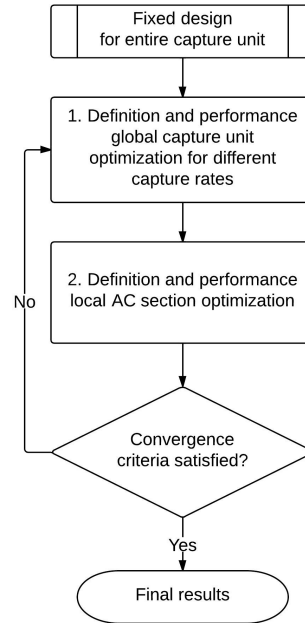 Fixed design
for entire capture unit
1. Definition and performance
global capture unit
optimization for different
capture rates
2. Definition and performance
local AC section optimization
No
Convergence
criteria satisfied?
Yes
Final results